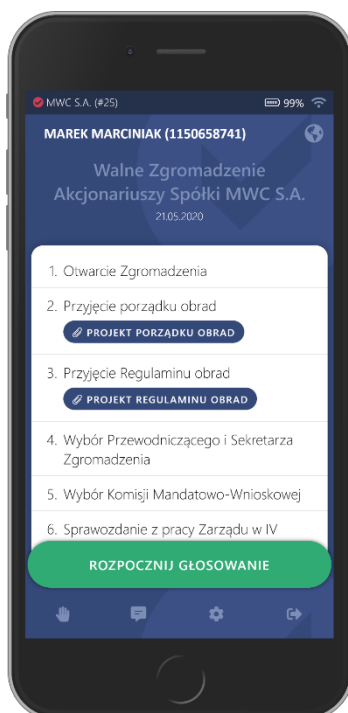 MWC S.A. (#25) 99%
MAREK MARCINIAK (1150658741)
Walne Zgromadzenie
Akcjonariuszy Spółki MWC S.A.
21.05.2020
1. Otwarcie Zgromadzenia
2. Przyjęcie porządku obrad
PROJEKT PORZĄDKU OBRAD
3. Przyjęcie Regulaminu obrad
PROJEKT REGULAMINU OBRAD
4. Wybór Przewodniczącego i Sekretarza
Zgromadzenia
5. Wybór Komisji Mandatowo-Wnioskowej
6. Sprawozdanie z pracy Zarządu w IV
ROZPOCZNIJ GŁOSOWANIE